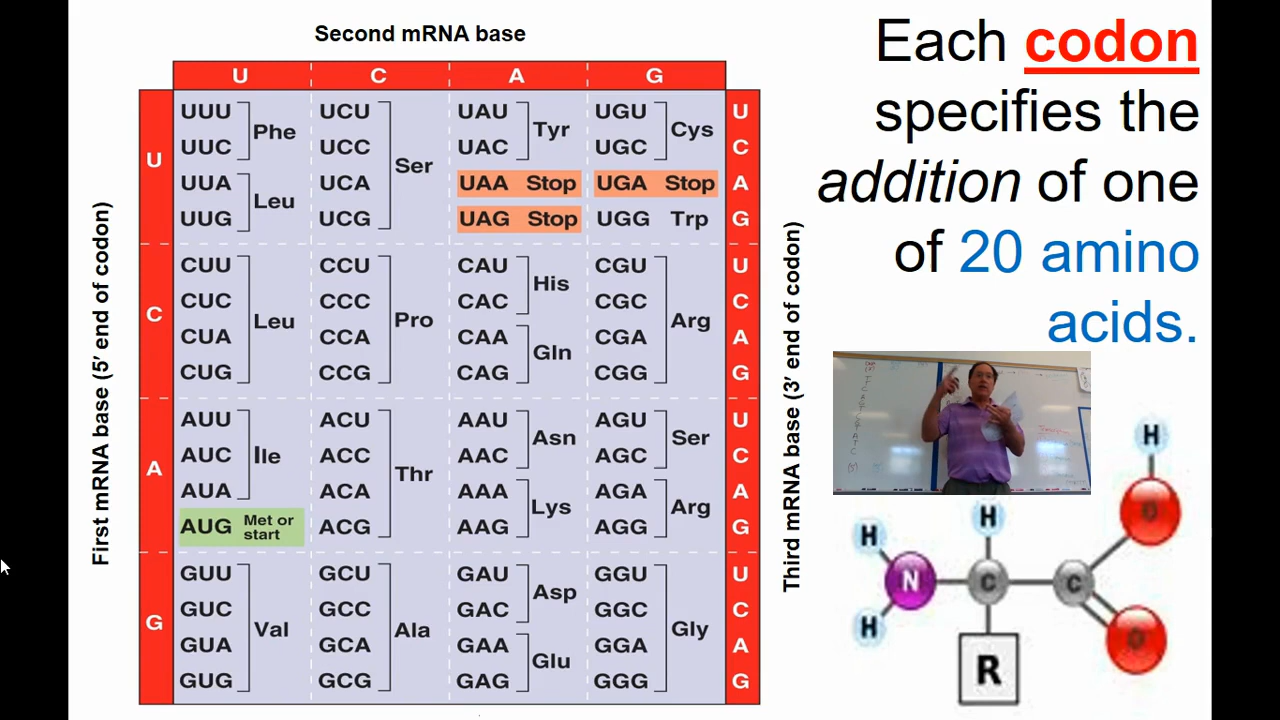 Second mRNA base
U C A G
First mRNA base (5′ end of codon)
Third mRNA base (3′ end of codon)
U
UUU
UUC
Phe
UUA
UUG
Leu
UCU
UCC
UCA
UCG
Ser
UAU
UAC
Tyr
UAA Stop
UAG Stop
UGU
UGC
Cys
UGA Stop
UGG Trp
U
C
A
G
C
CUU
CUC
CUA
CUG
Leu
CCU
CCC
CCA
CCG
Pro
CAU
CAC
His
CAA
CAG
Gln
CGU
CGC
CGA
CGG
Arg
U
C
A
G
A
AUU
AUC
AUA
Ile
AUG Met or
start
ACU
ACC
ACA
ACG
Thr
AAU
AAC
Asn
AAA
AAG
Lys
AGU
AGC
Ser
AGA
AGG
Arg
U
C
A
G
G
GUU
GUC
GUA
GUG
Val
GCU
GCC
GCA
GCG
Ala
GAU
GAC
Asp
GAA
GAG
Glu
GGU
GGC
GGA
GGG
Gly
U
C
A
G
Each codon
specifies the
addition of one
of 20 amino
acids.
H
H
H
O
N
C
C
H
O
R